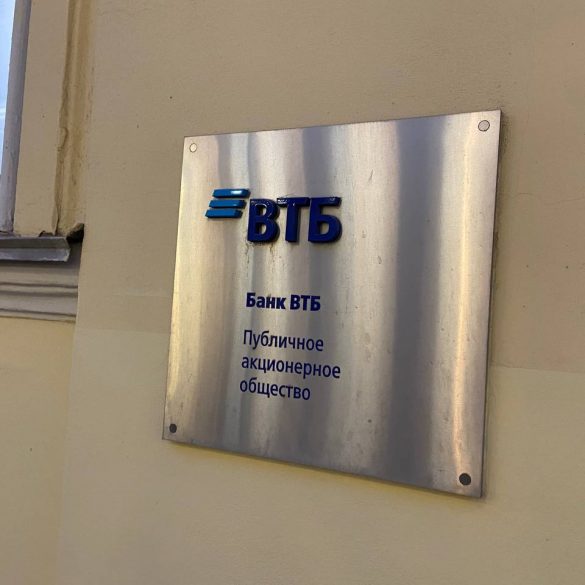 ВТБ
Банк ВТБ
Публичное
акционерное
общество